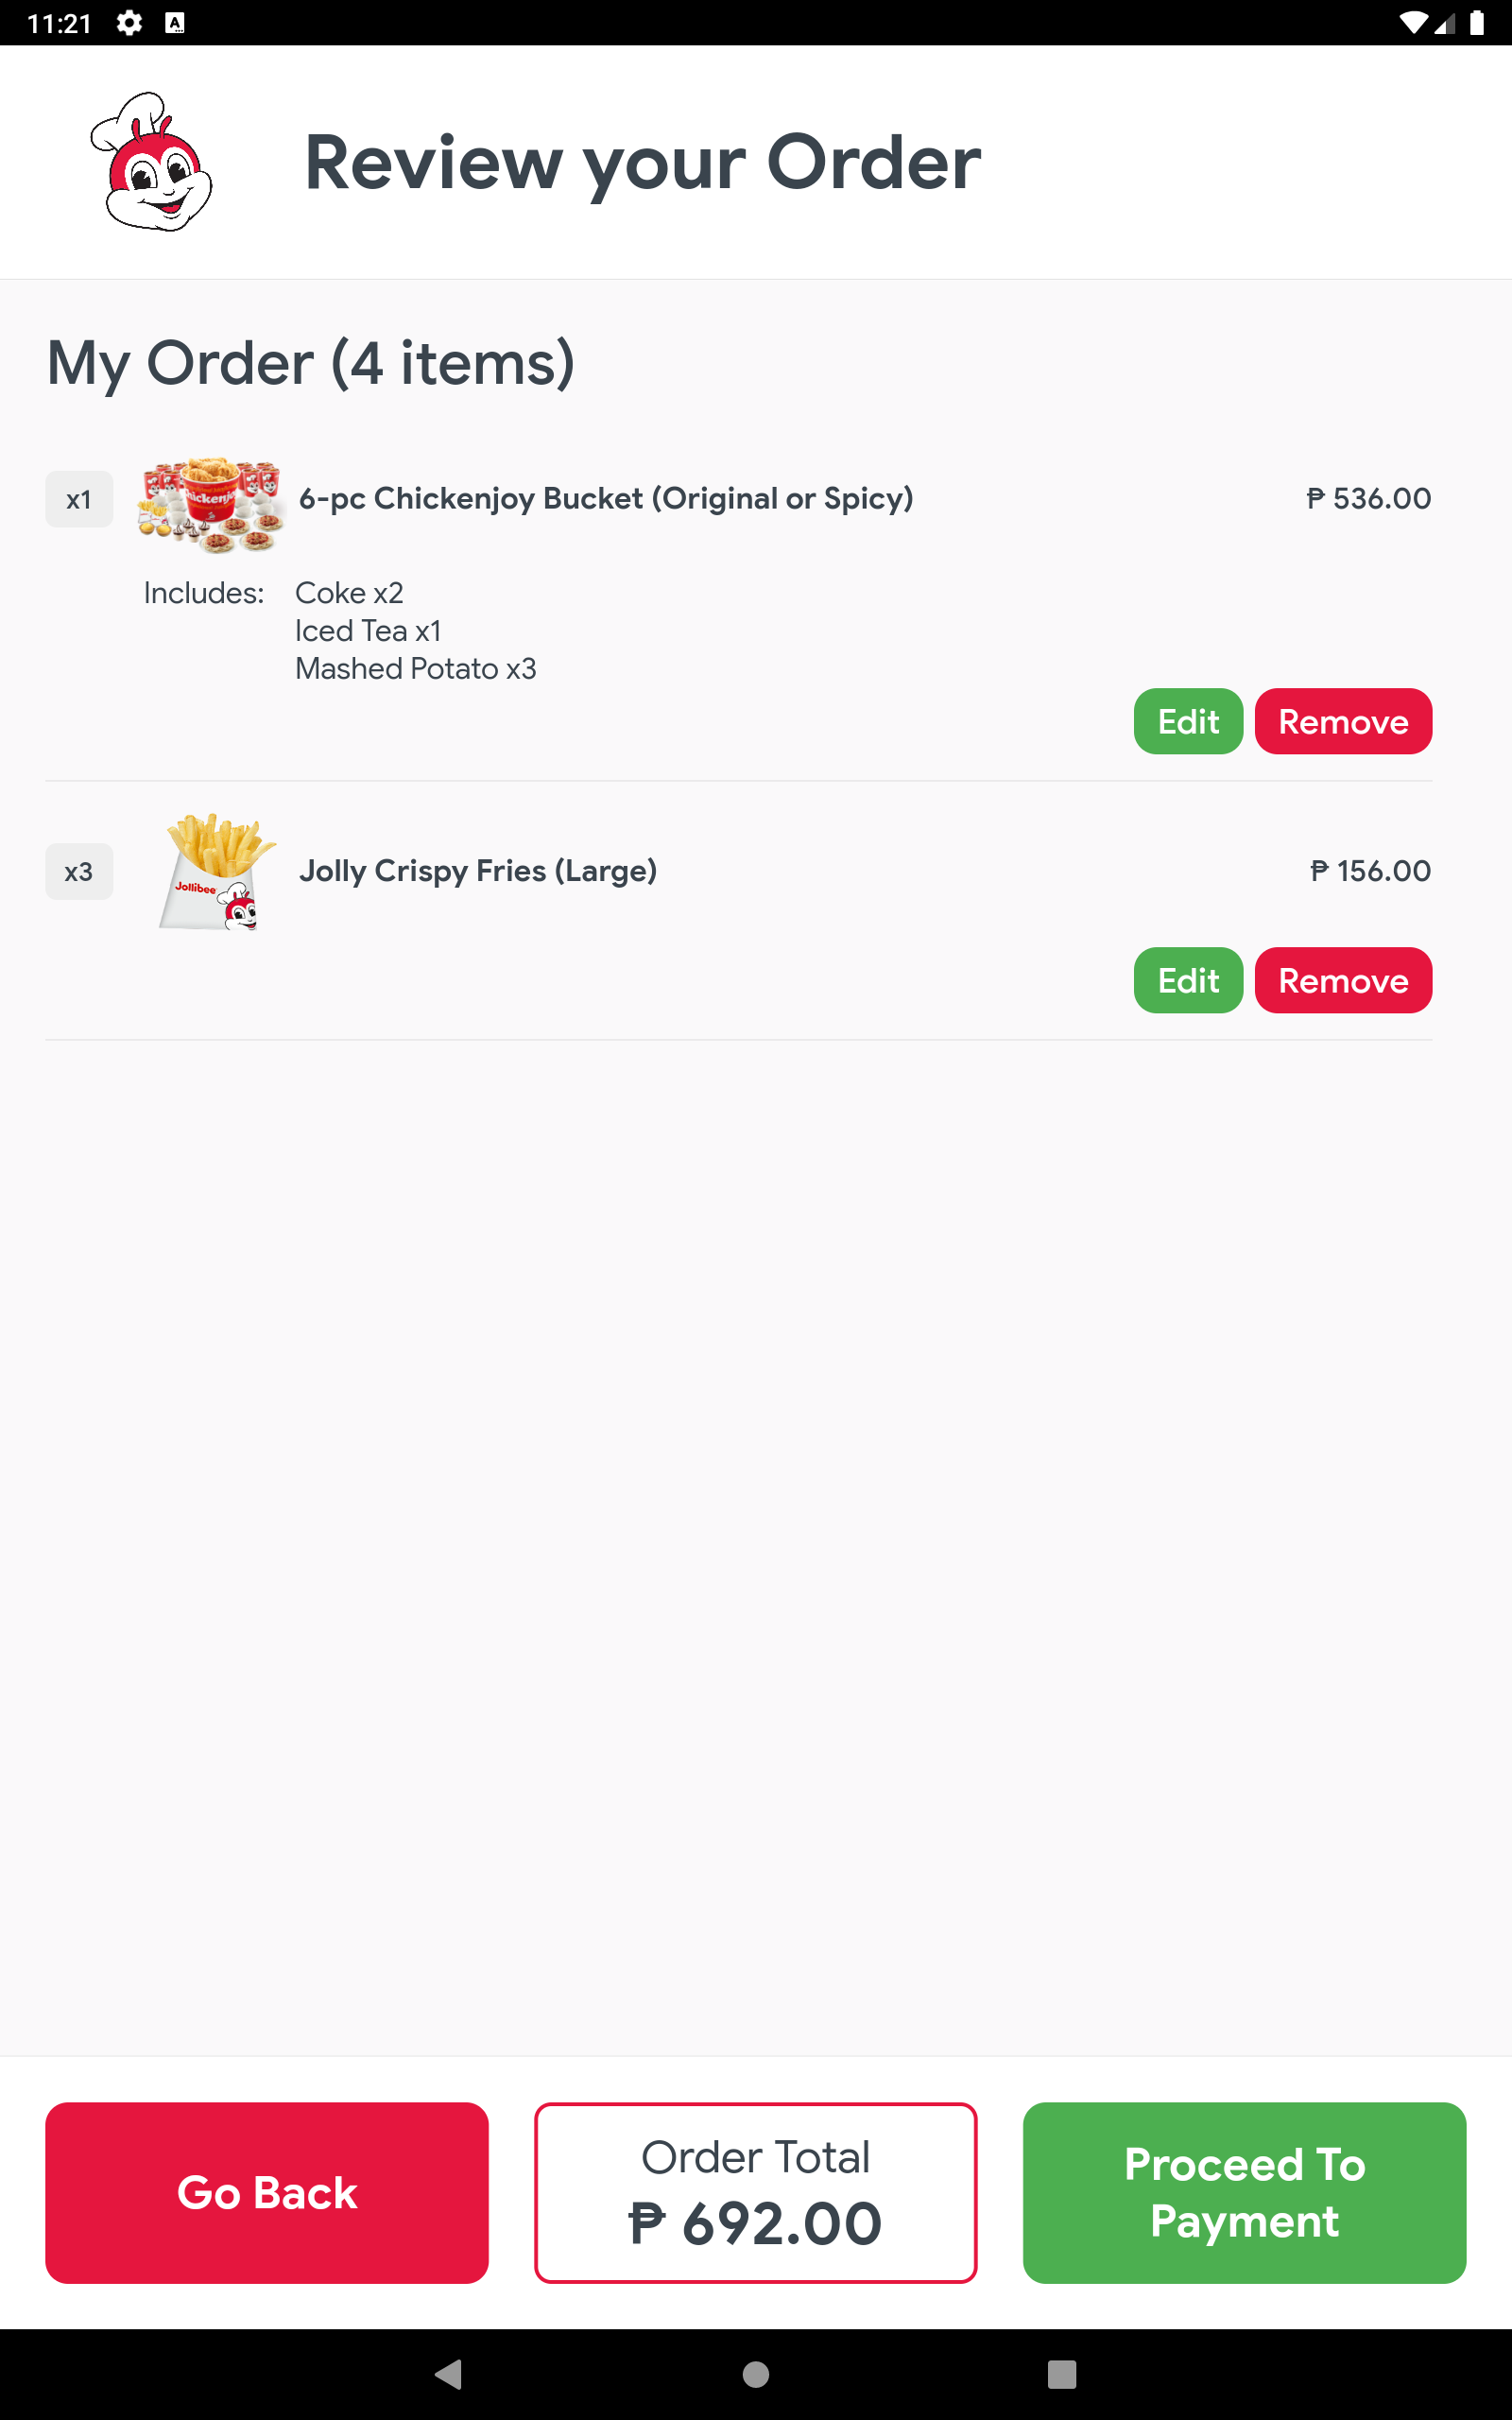 11:21
Review your Order
My Order (4 items)
x1
6-pc Chickenjoy Bucket (Original or Spicy)
₱ 536.00
Includes:
Coke x2
Iced Tea x1
Mashed Potato x3
Edit
Remove
x3
Jollibee
Jolly Crispy Fries (Large)
₱ 156.00
Edit
Remove
Go Back
Order Total
₱ 692.00
Proceed To
Payment